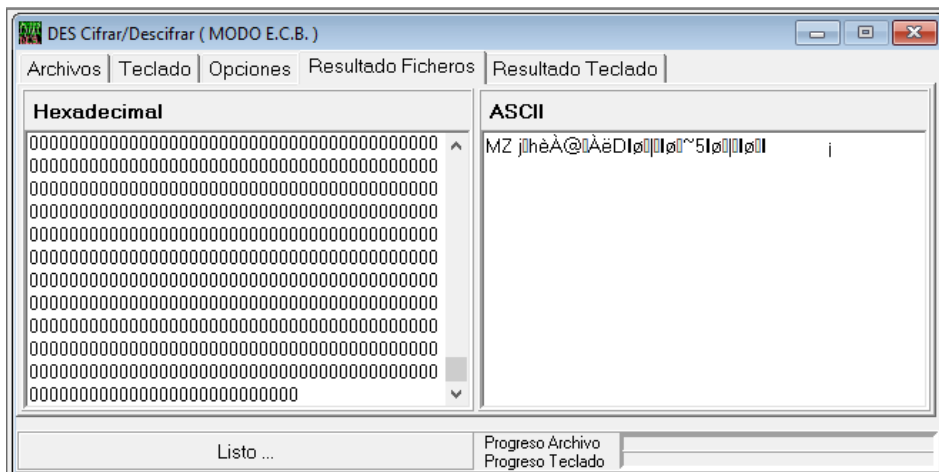 DES Cifrar/Descifrar ( MODO E.C.B. )
Archivos Teclado Opciones Resultado Ficheros Resultado Teclado
Hexadecimal
ASCII
000000000000000000000000000000000000000000
000000000000000000000000000000000000000000
000000000000000000000000000000000000000000
000000000000000000000000000000000000000000
000000000000000000000000000000000000000000
000000000000000000000000000000000000000000
000000000000000000000000000000000000000000
000000000000000000000000000000000000000000
000000000000000000000000000000000000000000
000000000000000000000000000000000000000000
000000000000000000000000000000000000000000
0000000000000000000000000000
MZ
Listo ...
Progreso Archivo
Progreso Teclado